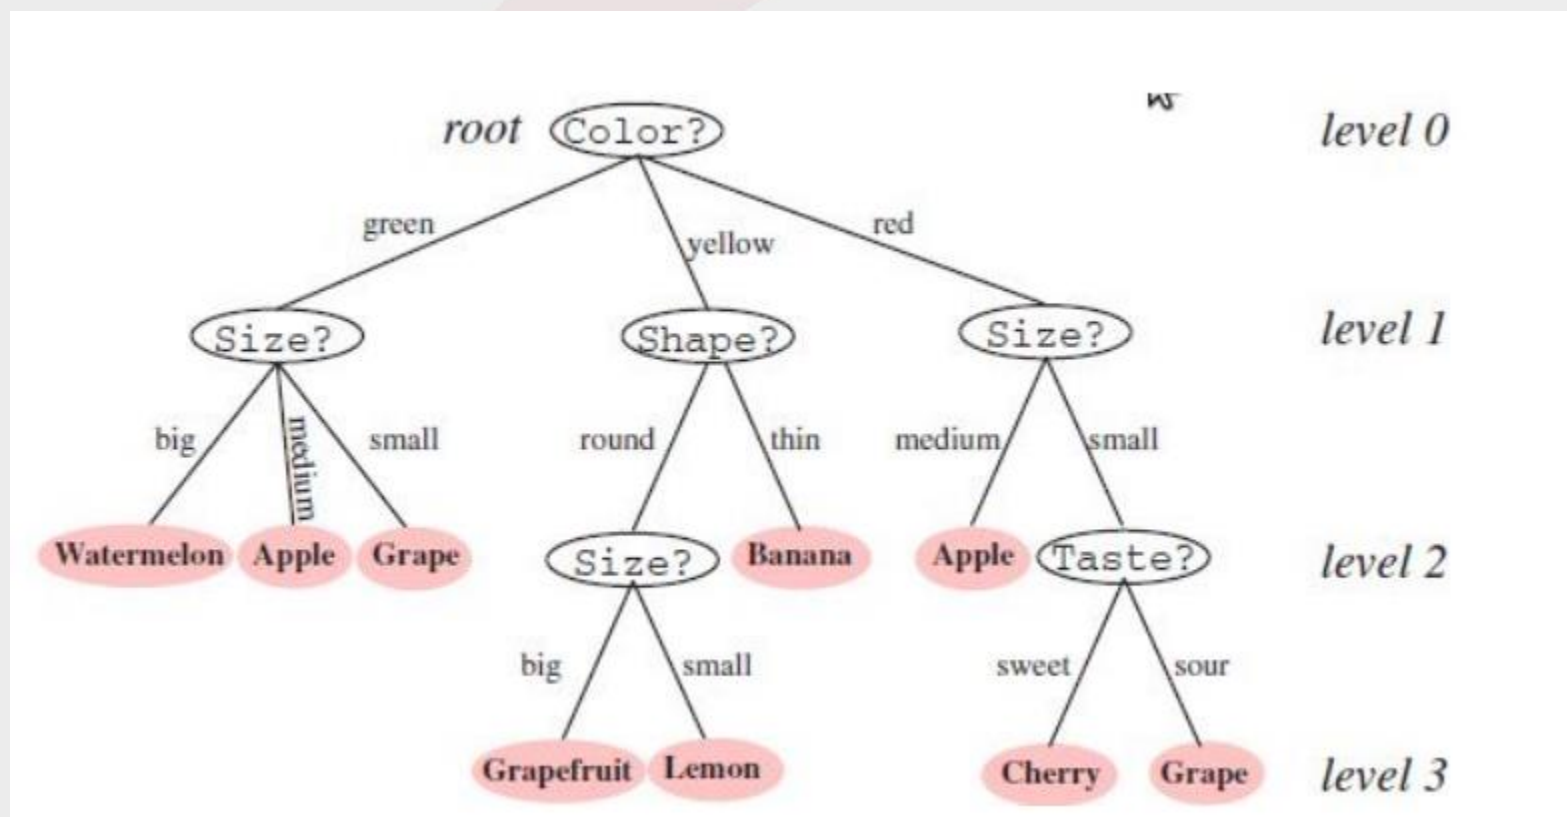 root Color? level 0
green yellow red
Size? Shape? Size? level 1
big medium small round thin medium small
Watermelon Apple Grape Size? Banana Apple Taste? level 2
big small sweet sour
Grapefruit Lemon Cherry Grape level 3